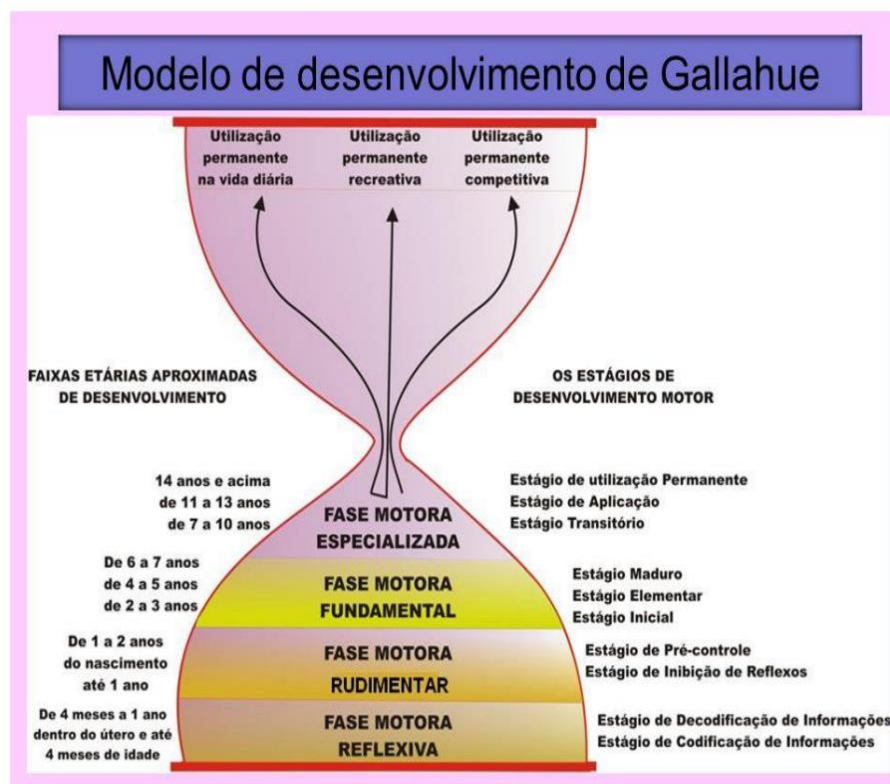 Modelo de desenvolvimento de Gallahue
Utilização
permanente
na vida diária
Utilização
permanente
recreativa
Utilização
permanente
competitiva
FAIXAS ETÁRIAS APROXIMADAS
DE DESENVOLVIMENTO
OS ESTÁGIOS DE
DESENVOLVIMENTO MOTOR
14 anos e acima
de 11 a 13 anos
de 7 a 10 anos
FASE MOTORA
ESPECIALIZADA
Estágio de utilização Permanente
Estágio de Aplicação
Estágio Transitório
De 6 a 7 anos
de 4 a 5 anos
de 2 a 3 anos
FASE MOTORA
FUNDAMENTAL
Estágio Maduro
Estágio Elementar
Estágio Inicial
De 1 a 2 anos
do nascimento
até 1 ano
FASE MOTORA
RUDIMENTAR
Estágio de Pré-controle
Estágio de Inibição de Reflexos
De 4 meses a 1 ano
dentro do útero e até
4 meses de idade
FASE MOTORA
REFLEXIVA
Estágio de Decodificação de Informações
Estágio de Codificação de Informações